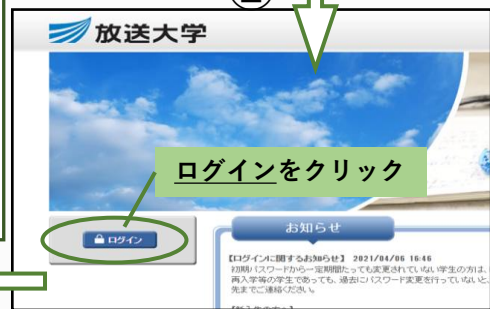 放送大学
ログインをクリック
ログイン
お知らせ
【ログインに関するお知らせ】 2021/04/06 16:46
初期パスワードから一定期間たっても変更されていない学生の方は、
再入学等の学生であっても、過去にパスワード変更を行っていないと、
先までご連絡ください。